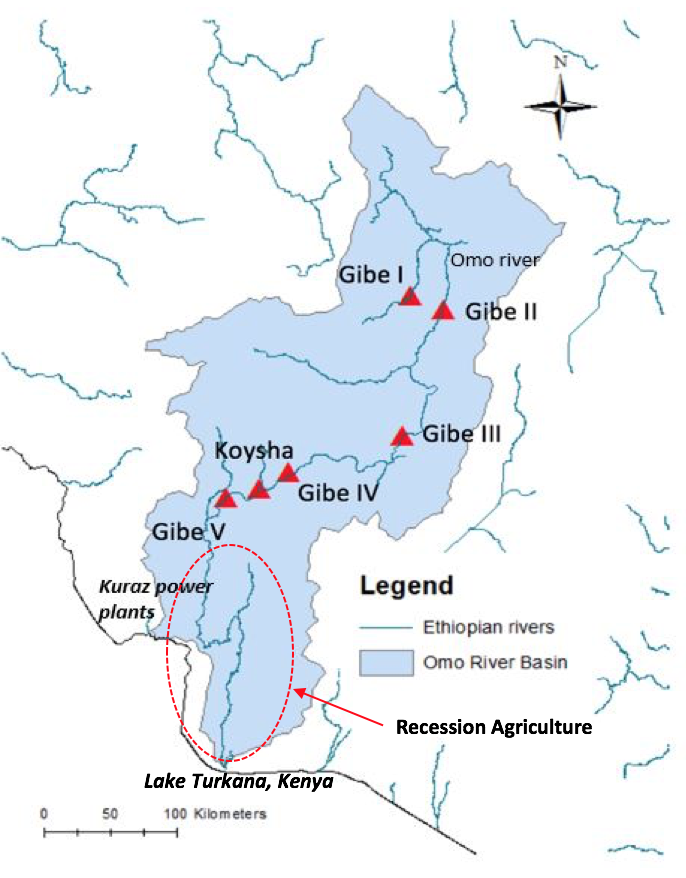 N
Omo river
Gibe I
Gibe II
Gibe III
Koysha
Gibe IV
Gibe V
Kuraz power
plants
Legend
Ethiopian rivers
Omo River Basin
Recession Agriculture
Lake Turkana, Kenya
0 50 100 Kilometers